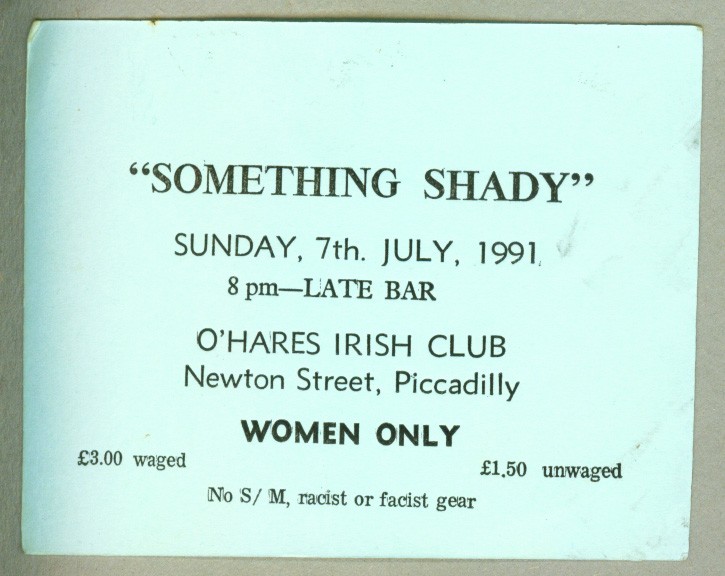 “SOMETHING SHADY”
SUNDAY, 7th. JULY, 1991.
8 pm—LATE BAR
O'HARES IRISH CLUB
Newton Street, Piccadilly
WOMEN ONLY
£3.00 waged £1.50 unwaged
No S/ M, racist or facist gear